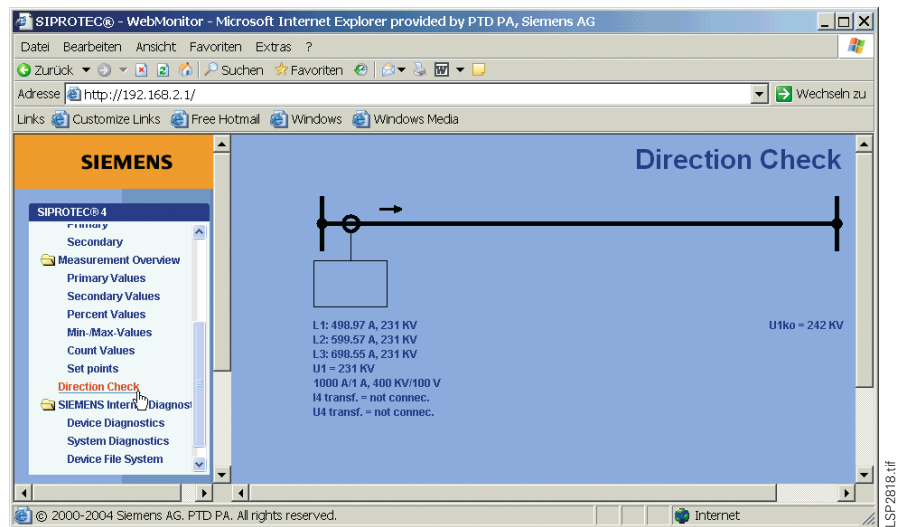 SIPROTEC® - WebMonitor - Microsoft Internet Explorer provided by PTD PA, Siemens AG
Datei Bearbeiten Ansicht Favoriten Extras ?
Zurück Suchen Favoriten
Adresse http://192.168.2.1/ Wechseln zu
Links Customize Links Free Hotmail Windows Windows Media
SIEMENS
SIPROTEC® 4
Primary
Secondary
Measurement Overview
Primary Values
Secondary Values
Percent Values
Min-/Max-Values
Count Values
Set points
Direction Check
SIEMENS Intern Diagnos
Device Diagnostics
System Diagnostics
Device File System
Direction Check
L1: 498.97 A, 231 KV
L2: 599.57 A, 231 KV
L3: 698.55 A, 231 KV
U1 = 231 KV
1000 A/1 A, 400 KV/100 V
I4 transf. = not connec.
U4 transf. = not connec.
U1ko = 242 KV
© 2000-2004 Siemens AG. PTD PA. All rights reserved.
Internet
LSP2818.tif